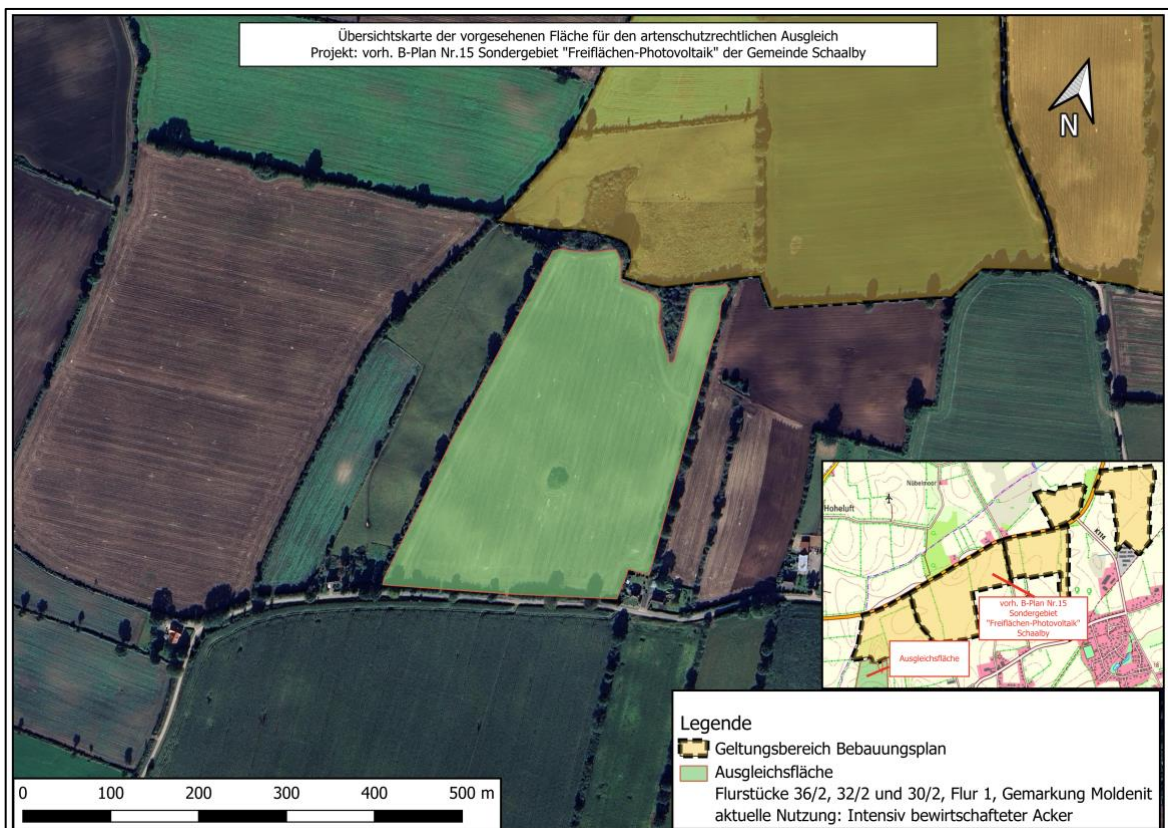 Übersichtskarte der vorgesehenen Fläche für den artenschutzrechtlichen Ausgleich
Projekt: vorh. B-Plan Nr.15 Sondergebiet "Freiflächen-Photovoltaik" der Gemeinde Schaalby
N
Nübelmoor
Hoheluft
vorh. B-Plan Nr.15
Sondergebiet
"Freiflächen-Photovoltaik"
Schaalby
Ausgleichsfläche
Legende
Geltungsbereich Bebauungsplan
Ausgleichsfläche
Flurstücke 36/2, 32/2 und 30/2, Flur 1, Gemarkung Moldenit
aktuelle Nutzung: Intensiv bewirtschafteter Acker
0 100 200 300 400 500 m